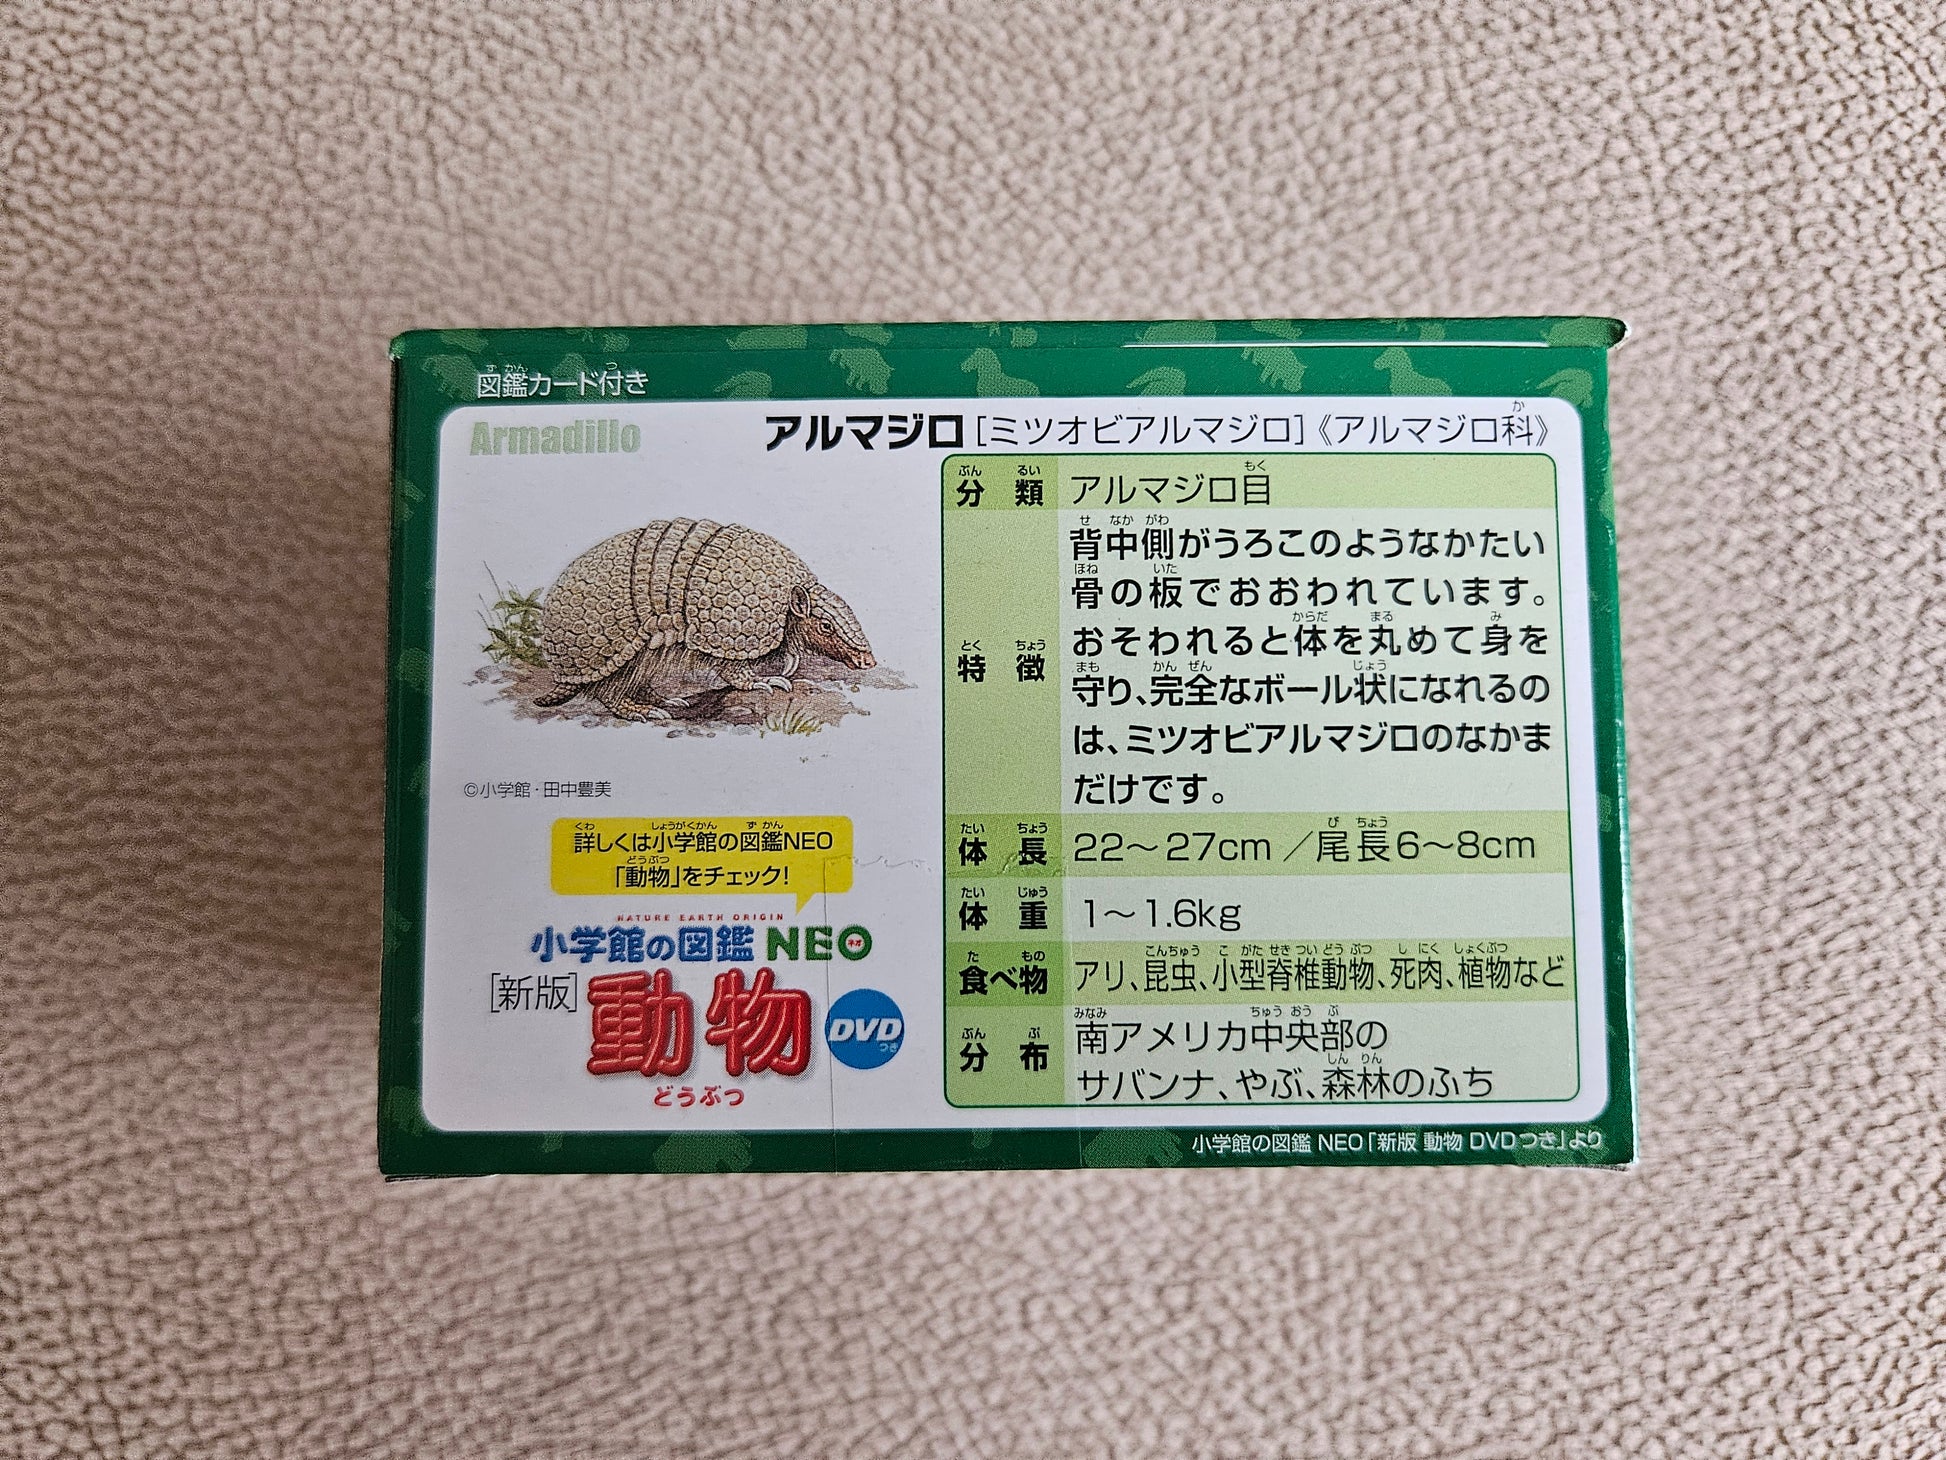 図鑑カード付き
Armadillo
アルマジロ[ミツオビアルマジロ]《アルマジロ科》
分類 アルマジロ目
特徴 背中側がうろこのようなかたい
骨の板でおおわれています。
おそわれると体を丸めて身を
守り、完全なボール状になれるの
は、ミツオビアルマジロのなかま
だけです。
体長 22～27cm／尾長6～8cm
体重 1～1.6kg
食べ物 アリ、昆虫、小型脊椎動物、死肉、植物など
分布 南アメリカ中央部の
サバンナ、やぶ、森林のふち
©小学館・田中豊美
詳しくは小学館の図鑑NEO
「動物」をチェック!
NATURE EARTH ORIGIN
小学館の図鑑NEO
ネオ
[新版]動物
どうぶつ
DVD
つき
小学館の図鑑 NEO「新版 動物 DVDつき」より